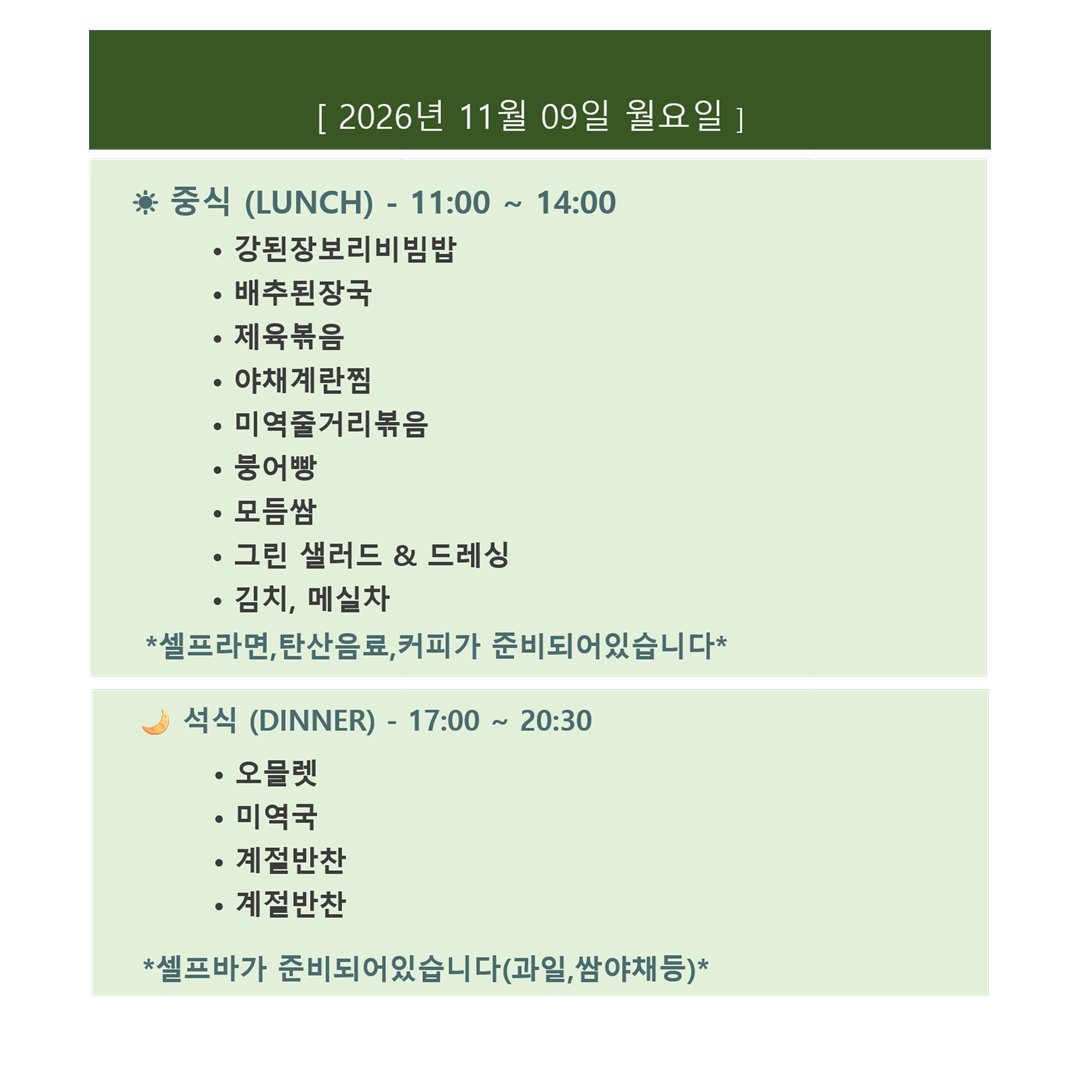 [ 2026년 11월 09일 월요일 ]
중식 (LUNCH) - 11:00 ~ 14:00
• 강된장보리비빔밥
• 배추된장국
• 제육볶음
• 야채계란찜
• 미역줄거리볶음
• 붕어빵
• 모듬쌈
• 그린 샐러드 & 드레싱
• 김치, 메실차
*셀프라면,탄산음료,커피가 준비되어있습니다*
석식 (DINNER) - 17:00 ~ 20:30
• 오믈렛
• 미역국
• 계절반찬
• 계절반찬
*셀프바가 준비되어있습니다(과일,쌈야채등)*